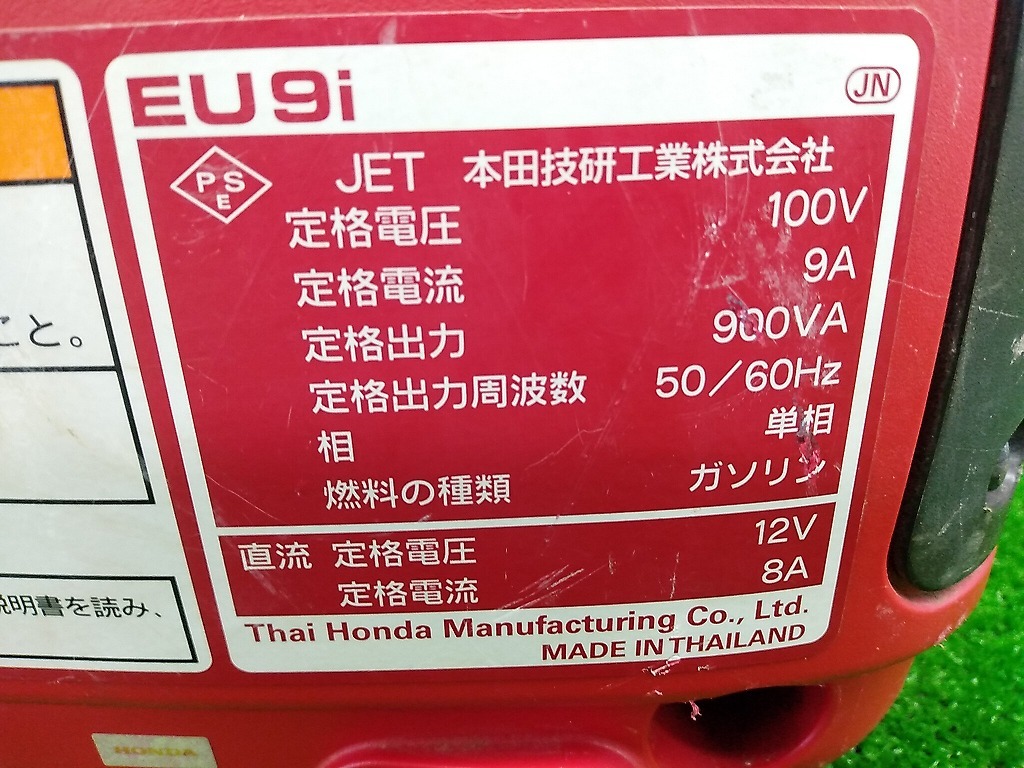 EU9i
JN
PSE
JET 本田技研工業株式会社
定格電圧 100V
定格電流 9A
定格出力 900VA
定格出力周波数 50/60Hz
相 単相
燃料の種類 ガソリン
直流 定格電圧 12V
定格電流 8A
Thai Honda Manufacturing Co., Ltd.
MADE IN THAILAND
こと。
説明書を読み、
HONDA